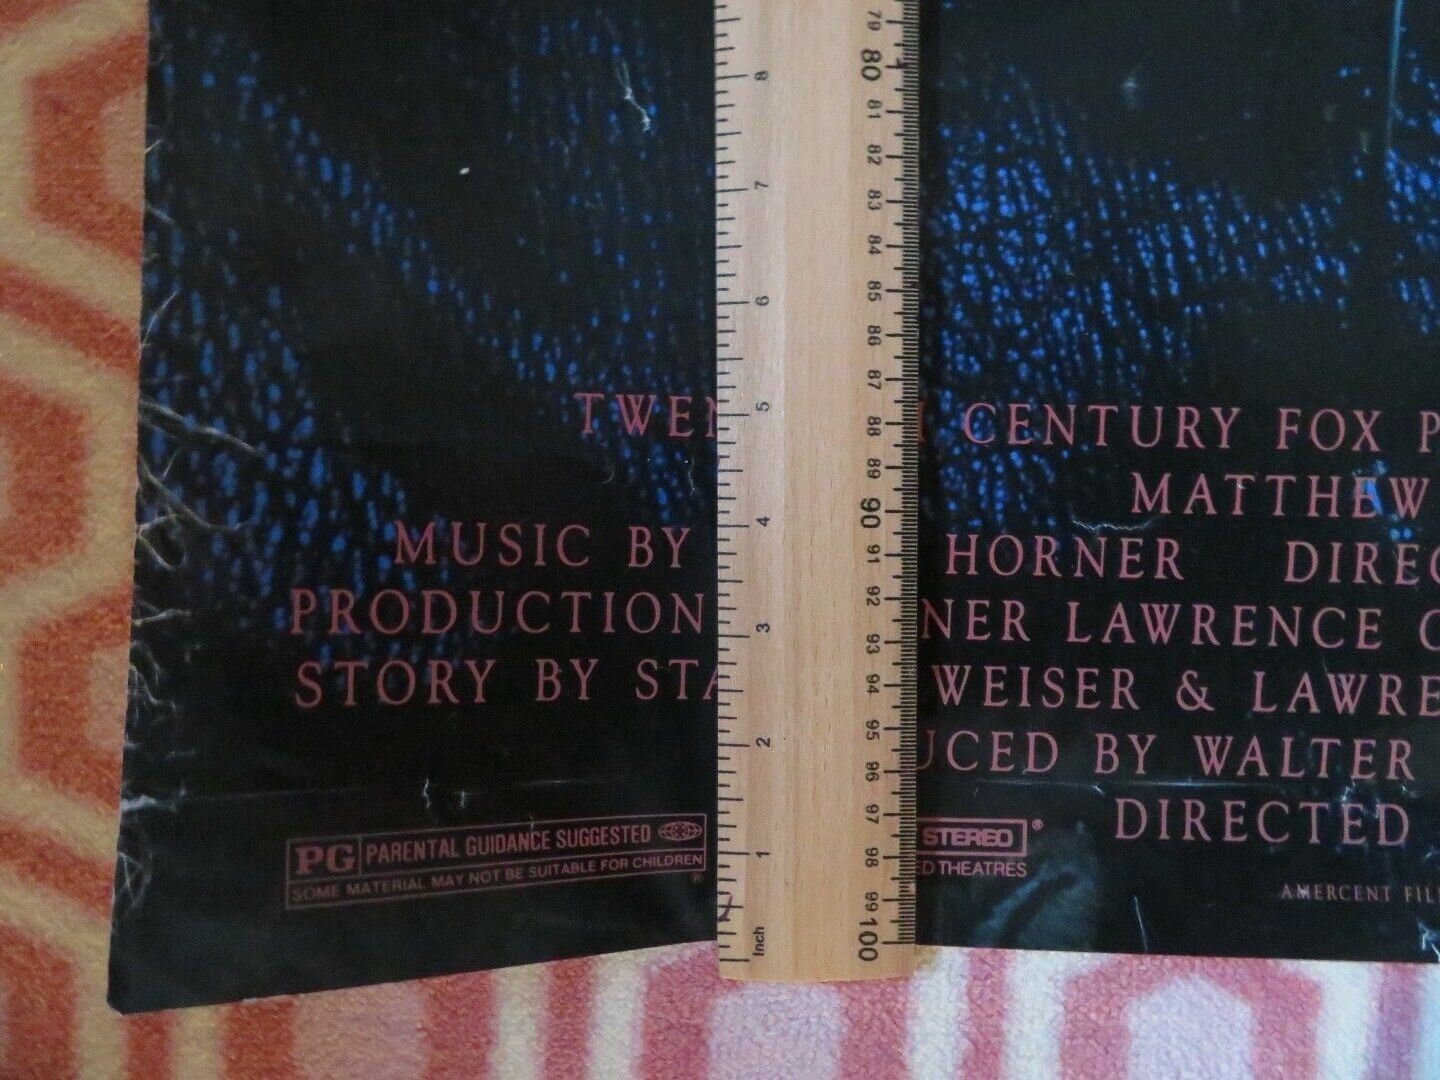 TWEN CENTURY FOX P
MATTHEW
MUSIC BY HORNER DIREC
PRODUCTION NER LAWRENCE
STORY BY STA WEISER & LAWRE
UCED BY WALTER
DIRECTED
PG PARENTAL GUIDANCE SUGGESTED
SOME MATERIAL MAY NOT BE SUITABLE FOR CHILDREN
STEREO ®
ED THEATRES
AMERCENT FIL
8
7
6
5
4
3
2
1
Inch
79
80
81
82
83
84
85
86
87
88
89
90
91
92
93
94
95
96
97
98
99
100